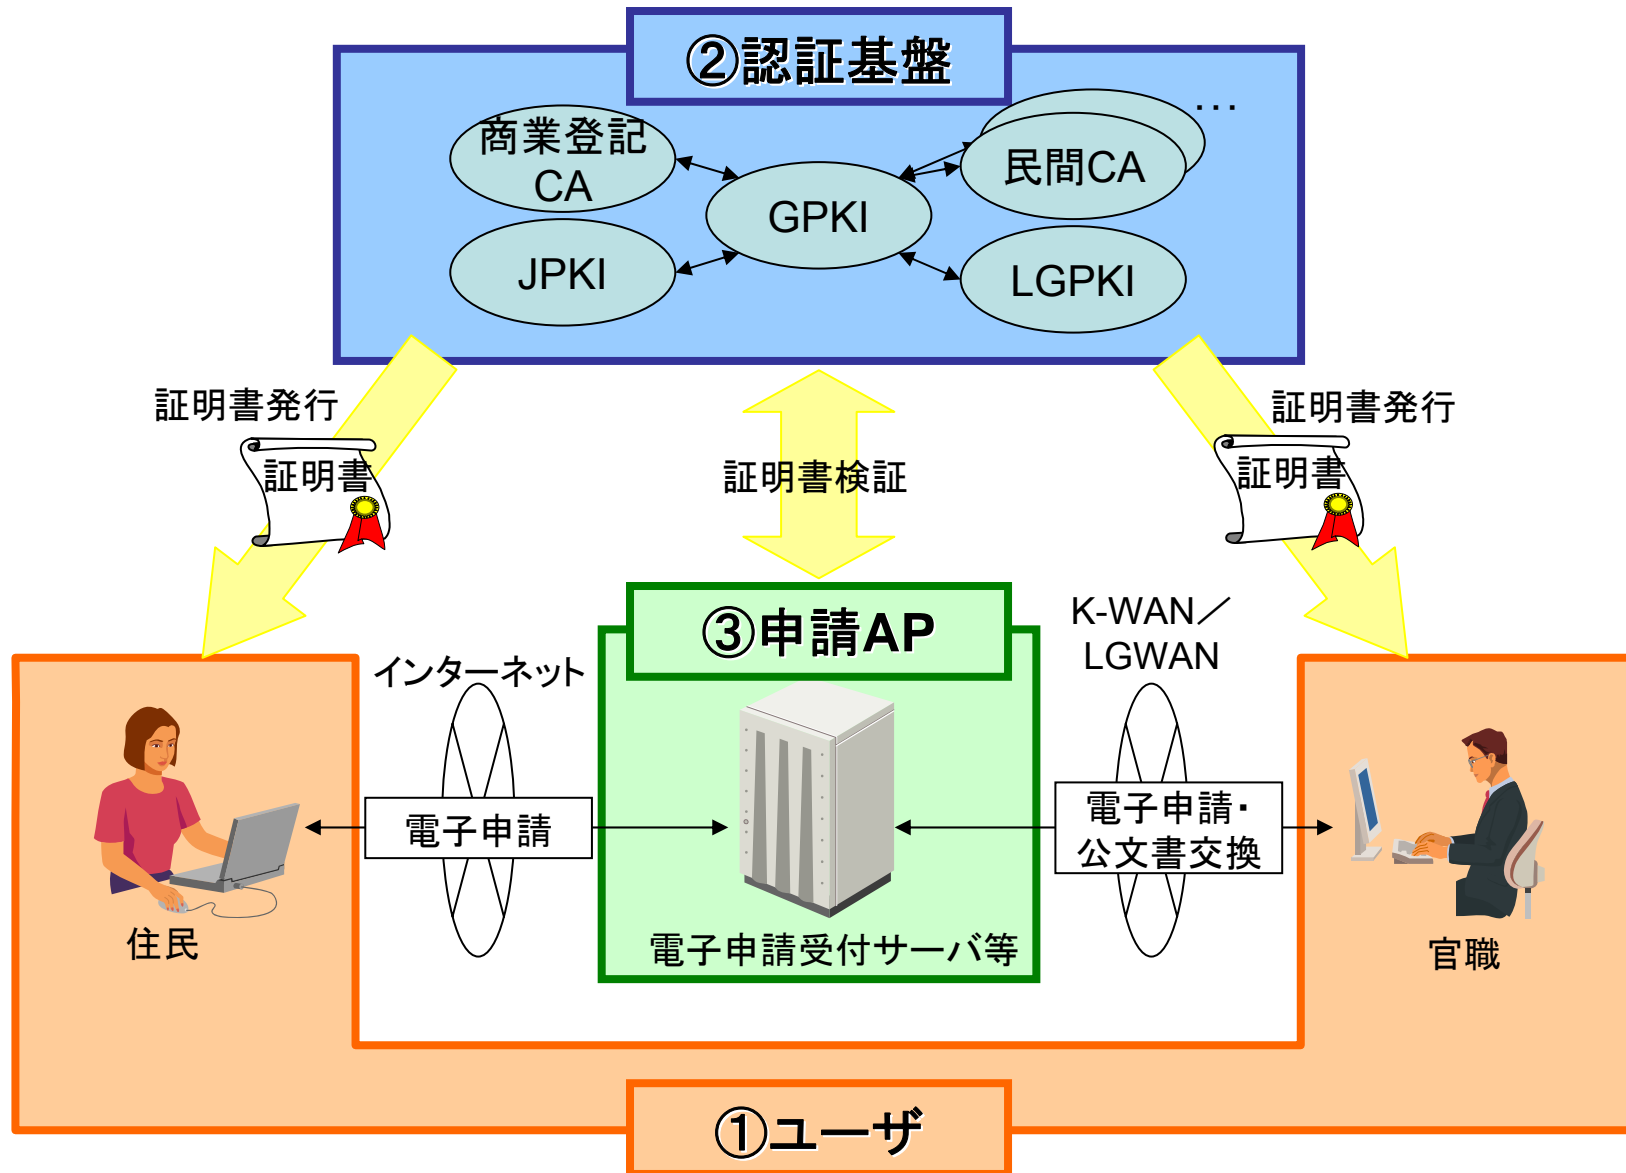 ②認証基盤
…
商業登記
CA
民間CA
GPKI
JPKI
LGPKI
証明書発行
証明書発行
証明書
証明書検証
証明書
③申請AP
K-WAN／
LGWAN
インターネット
電子申請
電子申請・
公文書交換
住民
電子申請受付サーバ等
官職
①ユーザ